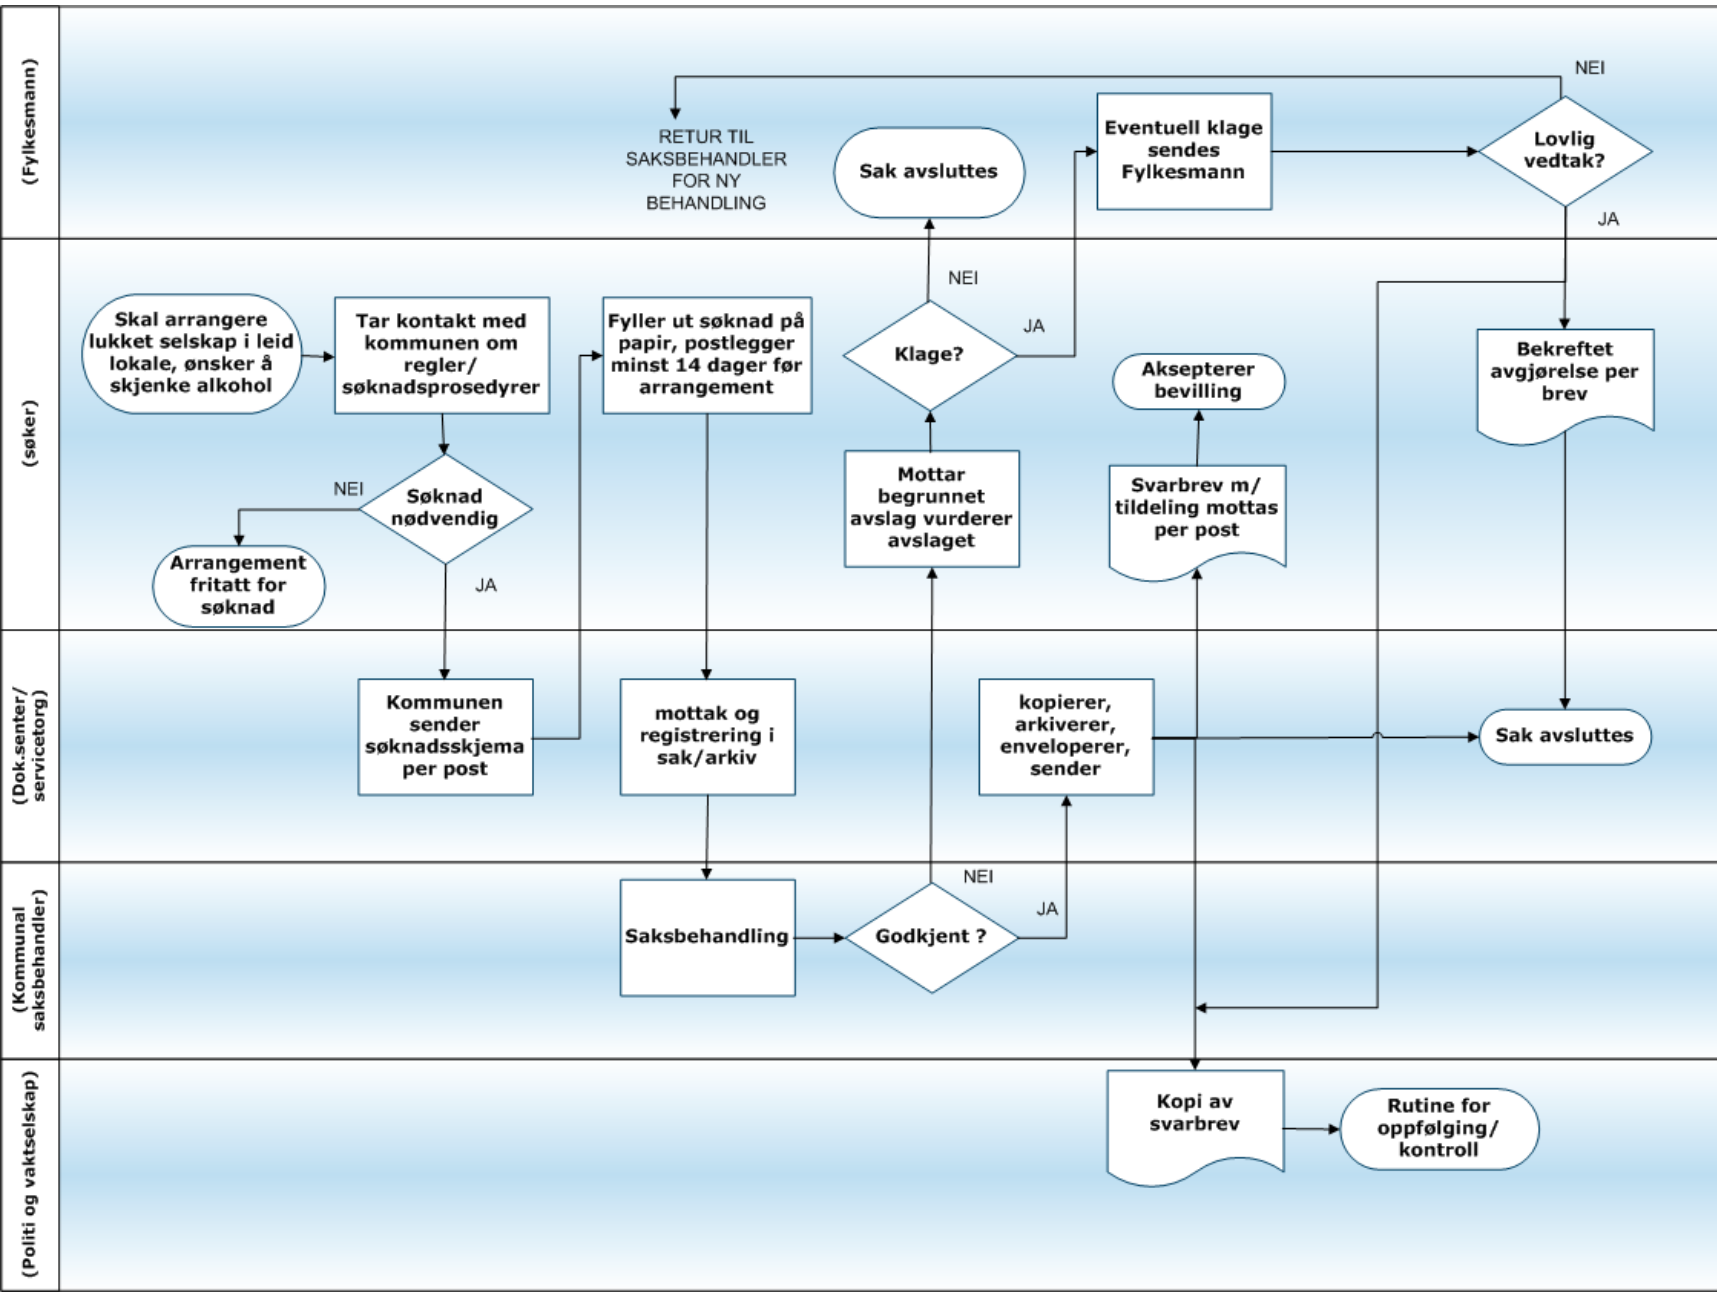 (Fylkesmann)
NEI
RETUR TIL
SAKSBEHANDLER
FOR NY
BEHANDLING
Sak avsluttes
Eventuell klage
sendes
Fylkesmann
Lovlig
vedtak?
JA
(søker)
Skal arrangere
lukket selskap i leid
lokale, ønsker å
skjenke alkohol
Tar kontakt med
kommunen om
regler/
søknadsprosedyrer
Fyller ut søknad på
papir, postlegger
minst 14 dager før
arrangement
NEI
Klage?
JA
Aksepterer
bevilling
Bekreftet
avgjørelse per
brev
NEI
Søknad
nødvendig
JA
Arrangement
fritatt for
søknad
Mottar
begrunnet
avslag vurderer
avslaget
Svarbrev m/
tildeling mottas
per post
(Dok.senter/
servicetorg)
Kommunen
sender
søknadsskjema
per post
mottak og
registrering i
sak/arkiv
kopierer,
arkiverer,
enveloperer,
sender
Sak avsluttes
(Kommunal
saksbehandler)
Saksbehandling
Godkjent ?
NEI
JA
(Politi og vaktselskap)
Kopi av
svarbrev
Rutine for
oppfølging/
kontroll